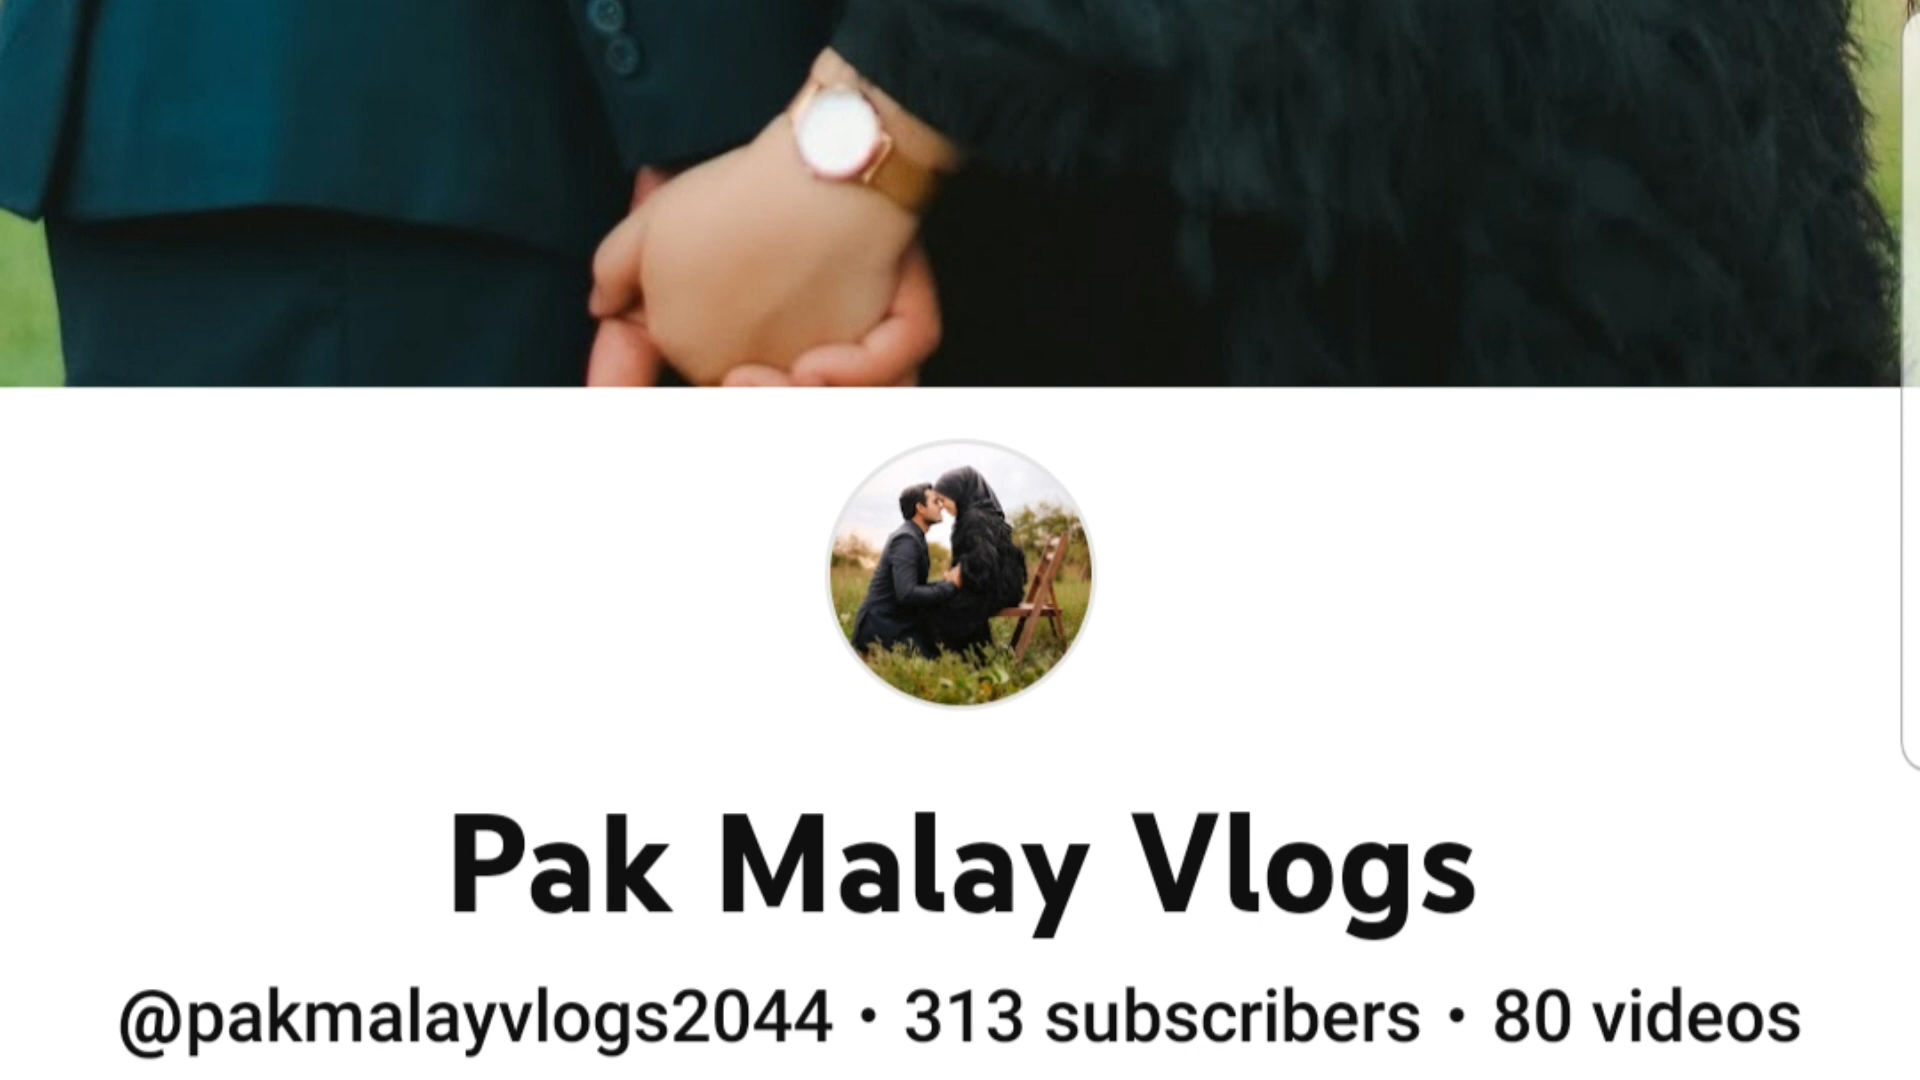 Pak Malay Vlogs
@pakmalayvlogs2044 • 313 subscribers • 80 videos